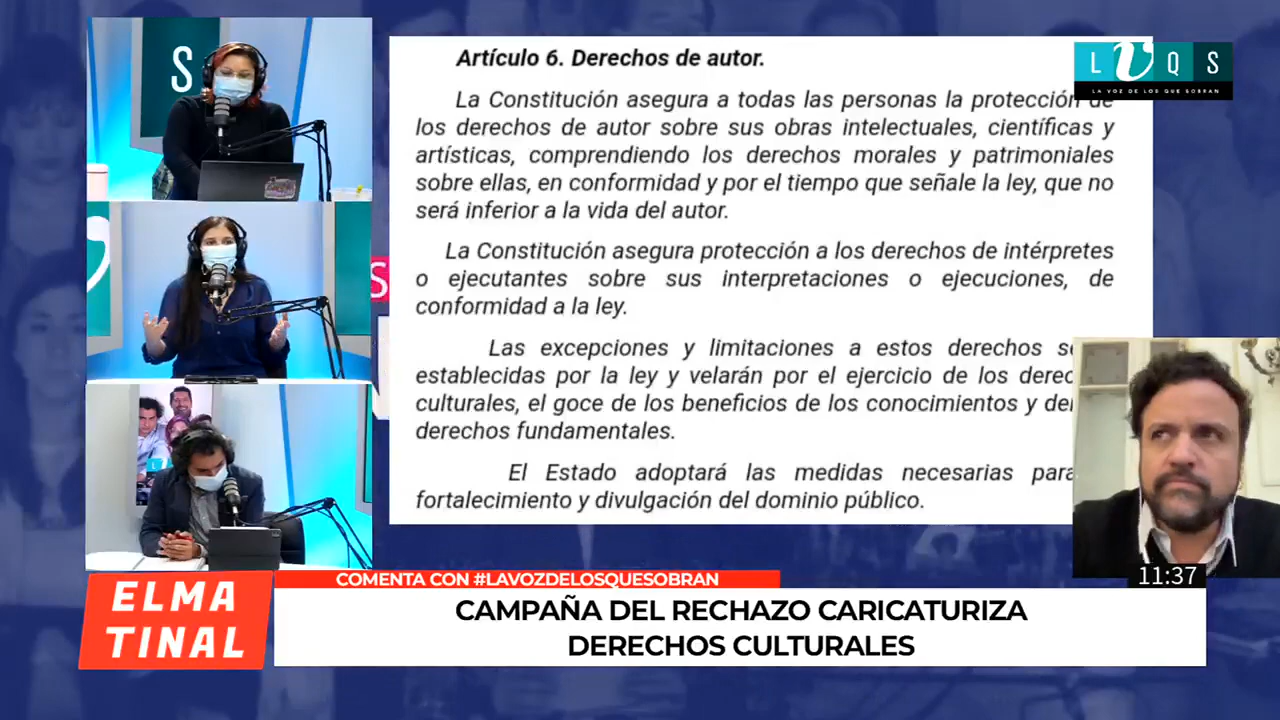 S
Artículo 6. Derechos de autor.
La Constitución asegura a todas las personas la protección de
los derechos de autor sobre sus obras intelectuales, científicas y
artísticas, comprendiendo los derechos morales y patrimoniales
sobre ellas, en conformidad y por el tiempo que señale la ley, que no
será inferior a la vida del autor.
La Constitución asegura protección a los derechos de intérpretes
o ejecutantes sobre sus interpretaciones o ejecuciones, de
conformidad a la ley.
Las excepciones y limitaciones a estos derechos
establecidas por la ley y velarán por el ejercicio de los
culturales, el goce de los beneficios de los conocimientos y
derechos fundamentales.
El Estado adoptará las medidas necesarias para
fortalecimiento y divulgación del dominio público.
L V Q S
LA VOZ DE LOS QUE SOBRAN
S
11:37
COMENTA CON #LAVOZDELOSQUESOBRAN
ELMA
TINAL
CAMPAÑA DEL RECHAZO CARICATURIZA
DERECHOS CULTURALES